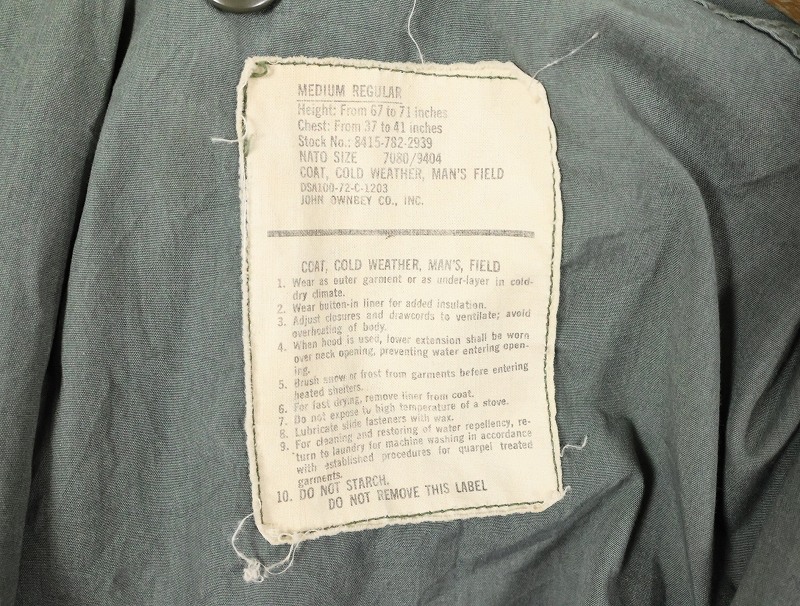 MEDIUM REGULAR
Height: From 67 to 71 inches
Chest: From 37 to 41 inches
Stock No.: 8415-782-2939
NATO SIZE 7080/9404
COAT, COLD WEATHER, MAN'S FIELD
DSA100-72-C-1203
JOHN OWNBEY CO., INC.
COAT, COLD WEATHER, MAN'S, FIELD
1. Wear as outer garment or as under-layer in cold-
dry climate.
2. Wear button-in liner for added insulation.
3. Adjust closures and drawcords to ventilate; avoid
overheating of body.
4. When hood is used, lower extension shall be worn
over neck opening, preventing water entering open-
ing.
5. Brush snow or frost from garments before entering
heated shelters.
6. For fast drying, remove liner from coat.
7. Do not expose to high temperature of a stove.
8. Lubricate slide fasteners with wax.
9. For cleaning and restoring of water repellency, re-
turn to laundry for machine washing in accordance
with established procedures for quarpel treated
garments.
10. DO NOT STARCH.
DO NOT REMOVE THIS LABEL